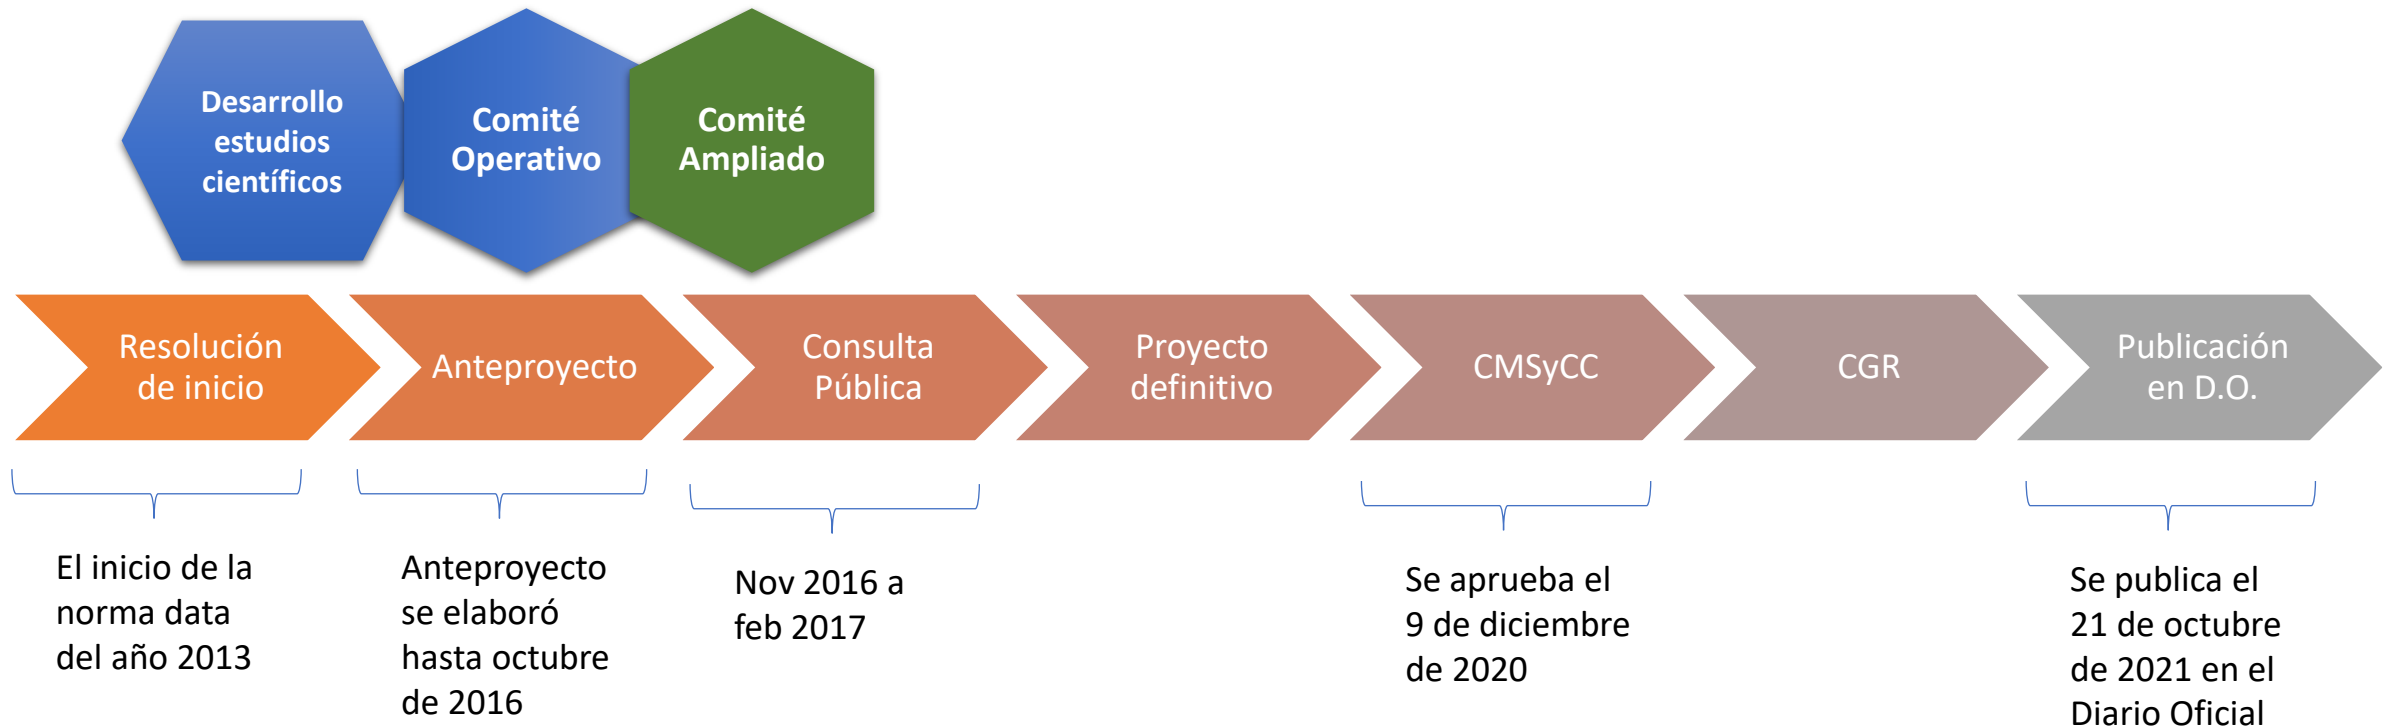 Desarrollo
estudios
científicos
Comité
Operativo
Comité
Ampliado
Resolución
de inicio
Anteproyecto
Consulta
Pública
Proyecto
definitivo
CMSyCC
CGR
Publicación
en D.O.
El inicio de la
norma data
del año 2013
Anteproyecto
se elaboró
hasta octubre
de 2016
Nov 2016 a
feb 2017
Se aprueba el
9 de diciembre
de 2020
Se publica el
21 de octubre
de 2021 en el
Diario Oficial